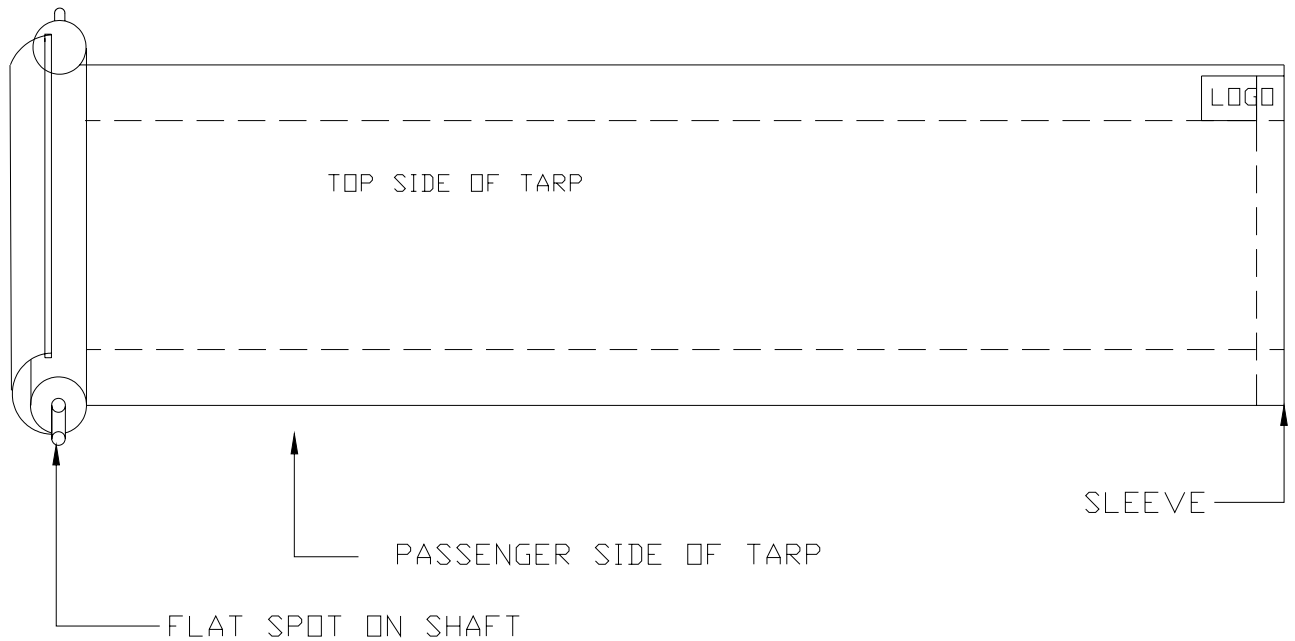 LOGO
TOP SIDE OF TARP
SLEEVE
PASSENGER SIDE OF TARP
FLAT SPOT ON SHAFT